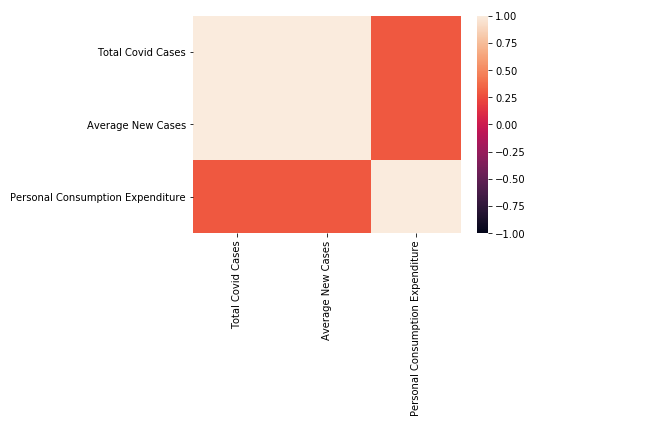 Total Covid Cases
Average New Cases
Personal Consumption Expenditure
Total Covid Cases
Average New Cases
Personal Consumption Expenditure
1.00
0.75
0.50
0.25
0.00
−0.25
−0.50
−0.75
−1.00